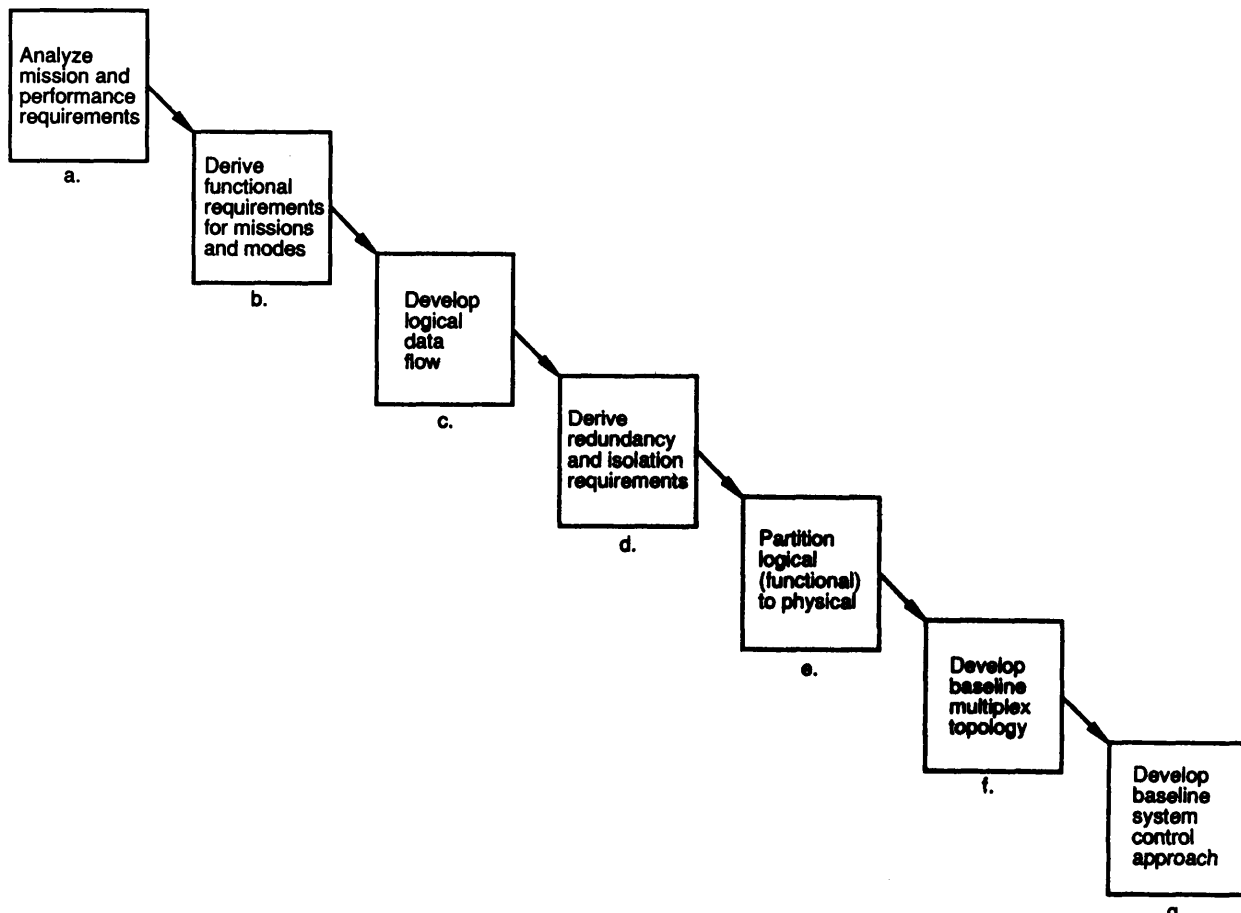 Analyze
mission and
performance
requirements
a.
Derive
functional
requirements
for missions
and modes
b.
Develop
logical
data
flow
c.
Derive
redundancy
and isolation
requirements
d.
Partition
logical
(functional)
to physical
e.
Develop
baseline
multiplex
topology
f.
Develop
baseline
system
control
approach